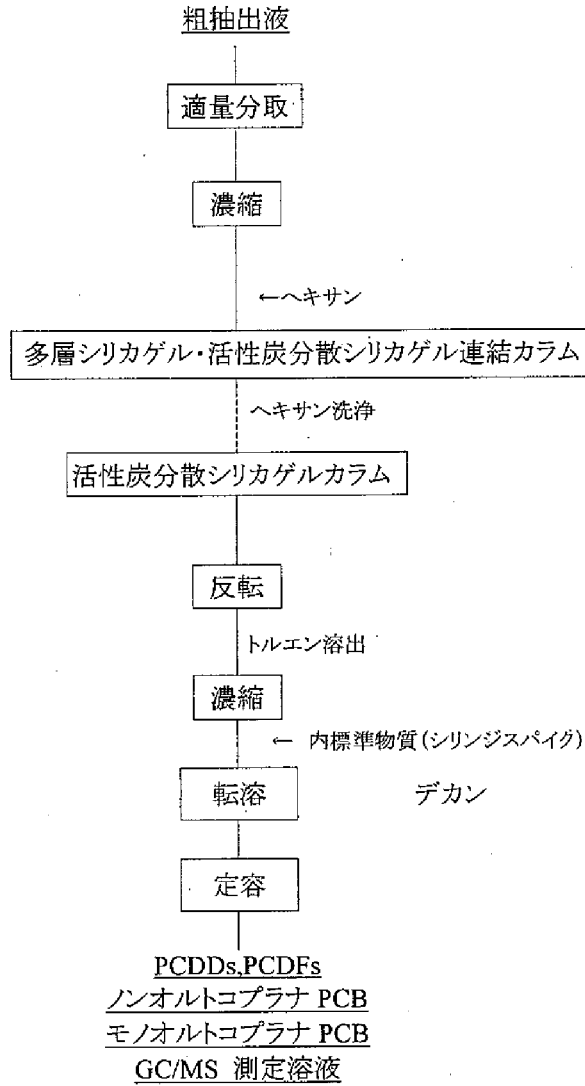 粗抽出液
適量分取
濃縮
←ヘキサン
多層シリカゲル・活性炭分散シリカゲル連結カラム
ヘキサン洗浄
活性炭分散シリカゲルカラム
反転
トルエン溶出
濃縮
← 内標準物質(シリンジスパイク)
転溶 デカン
定容
PCDDs,PCDFs
ノンオルトコプラナ PCB
モノオルトコプラナ PCB
GC/MS 測定溶液